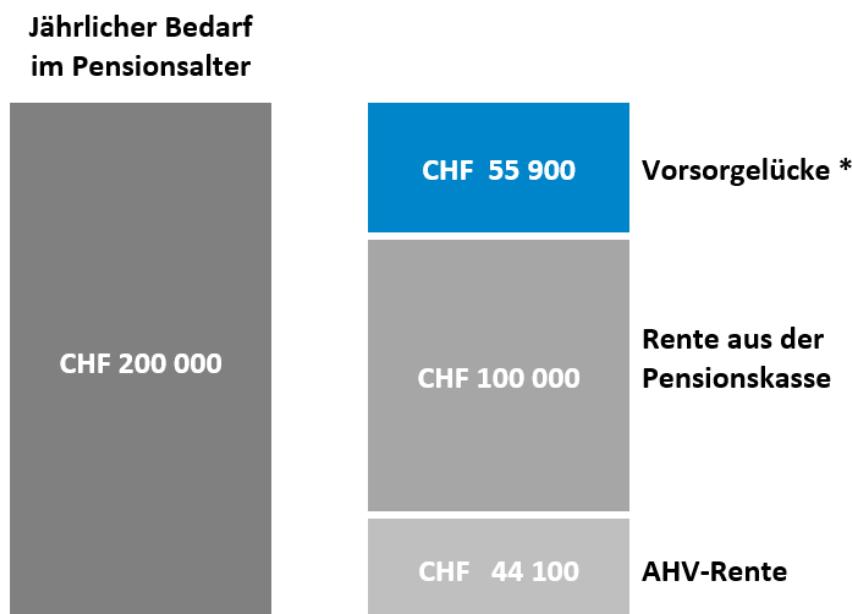 Jährlicher Bedarf
im Pensionsalter
CHF 200 000
CHF 55 900
Vorsorgelücke *
CHF 100 000
Rente aus der
Pensionskasse
CHF 44 100
AHV-Rente